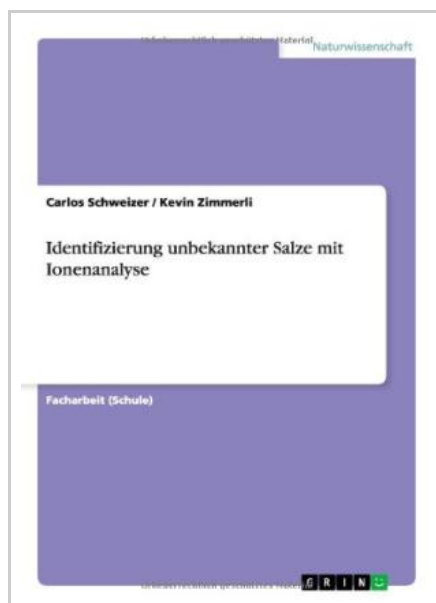 Naturwissenschaft
Carlos Schweizer / Kevin Zimmerli
Identifizierung unbekannter Salze mit
Ionenanalyse
Facharbeit (Schule)
GRIN